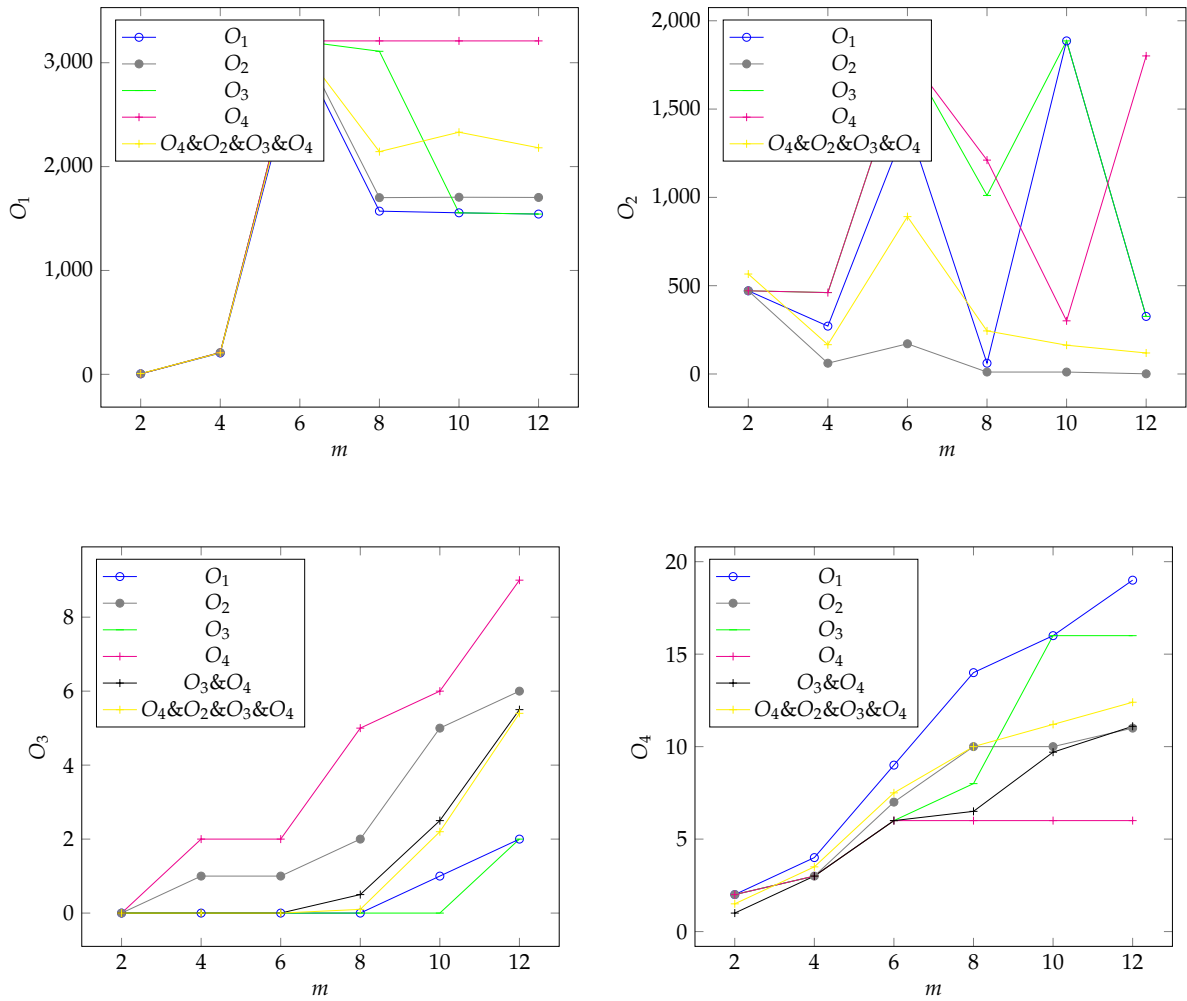 3,000
2,000
1,000
0
O₁
O₁
O₂
O₃
O₄
O₄&O₂&O₃&O₄
2 4 6 8 10 12
m
2,000
1,500
1,000
500
0
O₂
O₁
O₂
O₃
O₄
O₄&O₂&O₃&O₄
2 4 6 8 10 12
m
8
6
4
2
0
O₃
O₁
O₂
O₃
O₄
O₃&O₄
O₄&O₂&O₃&O₄
2 4 6 8 10 12
m
20
15
10
5
0
O₄
O₁
O₂
O₃
O₄
O₃&O₄
O₄&O₂&O₃&O₄
2 4 6 8 10 12
m